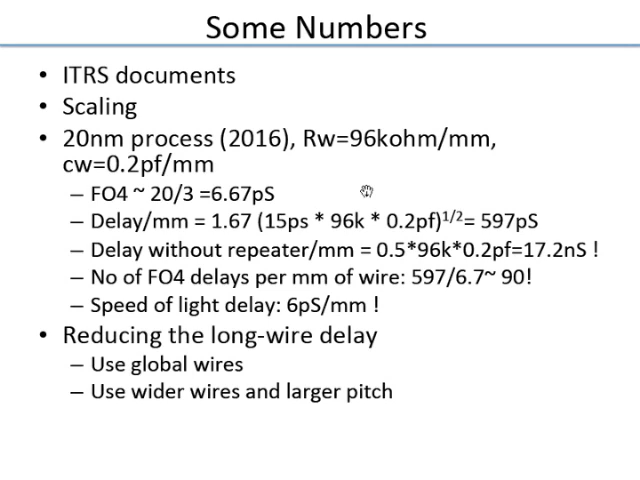 Some Numbers
• ITRS documents
• Scaling
• 20nm process (2016), Rw=96kohm/mm,
cw=0.2pf/mm
– FO4 ~ 20/3 =6.67pS
– Delay/mm = 1.67 (15ps * 96k * 0.2pf)^1/2= 597pS
– Delay without repeater/mm = 0.5*96k*0.2pf=17.2nS !
– No of FO4 delays per mm of wire: 597/6.7~ 90!
– Speed of light delay: 6pS/mm !
• Reducing the long-wire delay
– Use global wires
– Use wider wires and larger pitch